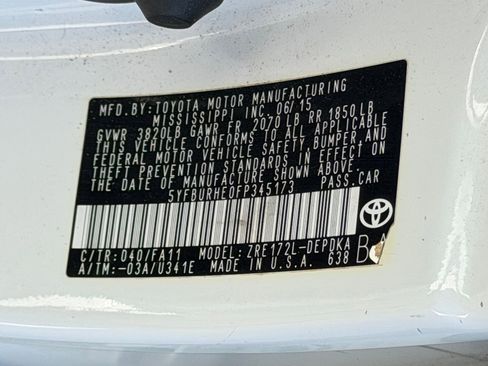 MFD.BY:TOYOTA MOTOR MANUFACTURING
MISSISSIPPI, INC. 06/15
GVWR 3820LB GAWR FR 2070 LB RR 1850 LB
THIS VEHICLE CONFORMS TO ALL APPLICABLE
FEDERAL MOTOR VEHICLE SAFETY, BUMPER, AND
THEFT PREVENTION STANDARDS IN EFFECT ON
THE DATE OF MANUFACTURE SHOWN ABOVE.
5YFBURHE0FP345173 PASS.CAR
C/TR:040/FA11 MODEL:ZRE172L-DEPDKA
A/TM:-03A/U341E MADE IN U.S.A. 638
B